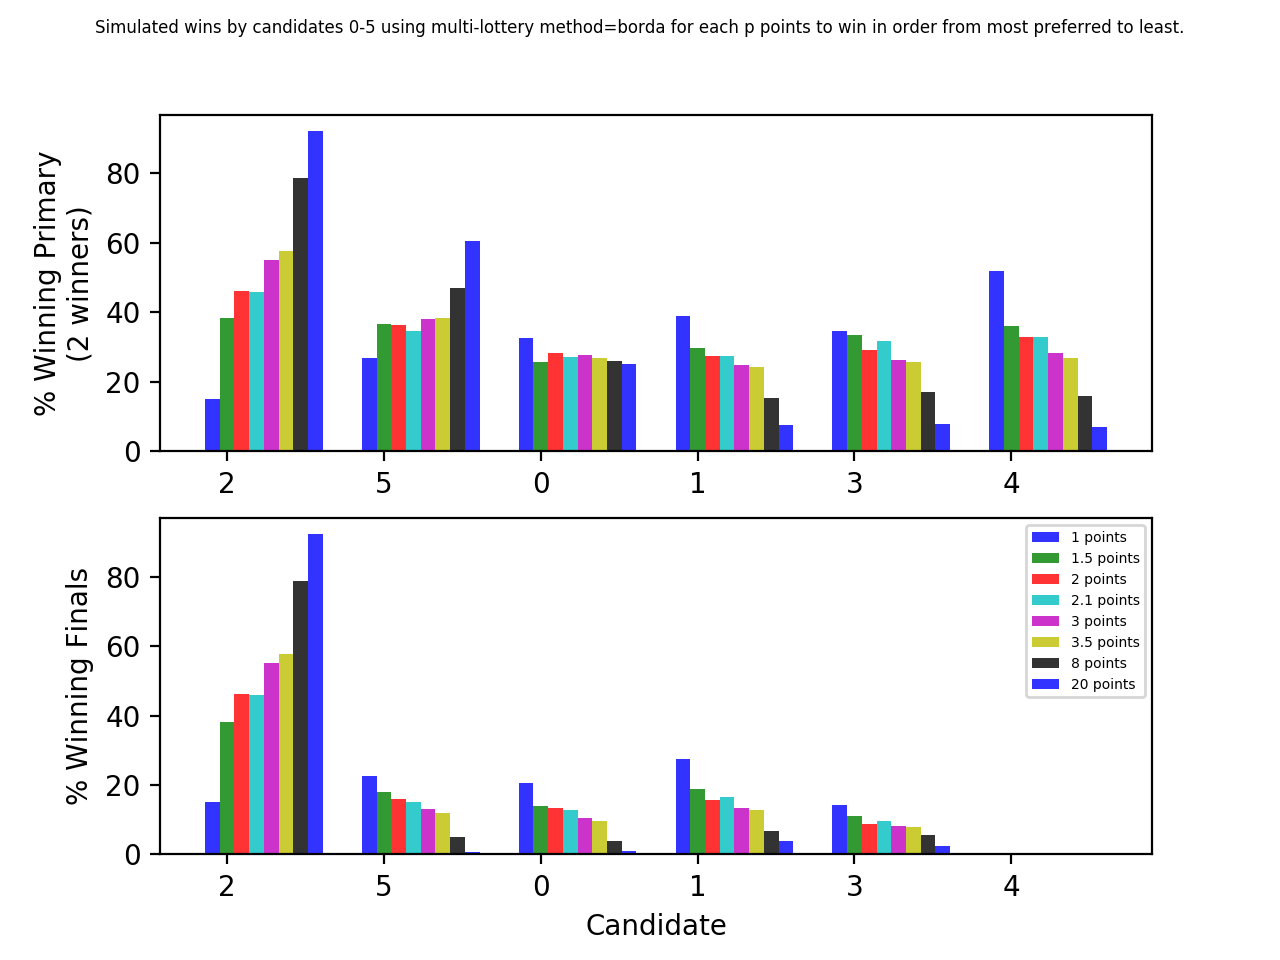 Simulated wins by candidates 0-5 using multi-lottery method=borda for each p points to win in order from most preferred to least.
% Winning Primary
(2 winners)
80
60
40
20
0
2 5 0 1 3 4
% Winning Finals
80
60
40
20
0
1 points
1.5 points
2 points
2.1 points
3 points
3.5 points
8 points
20 points
2 5 0 1 3 4
Candidate